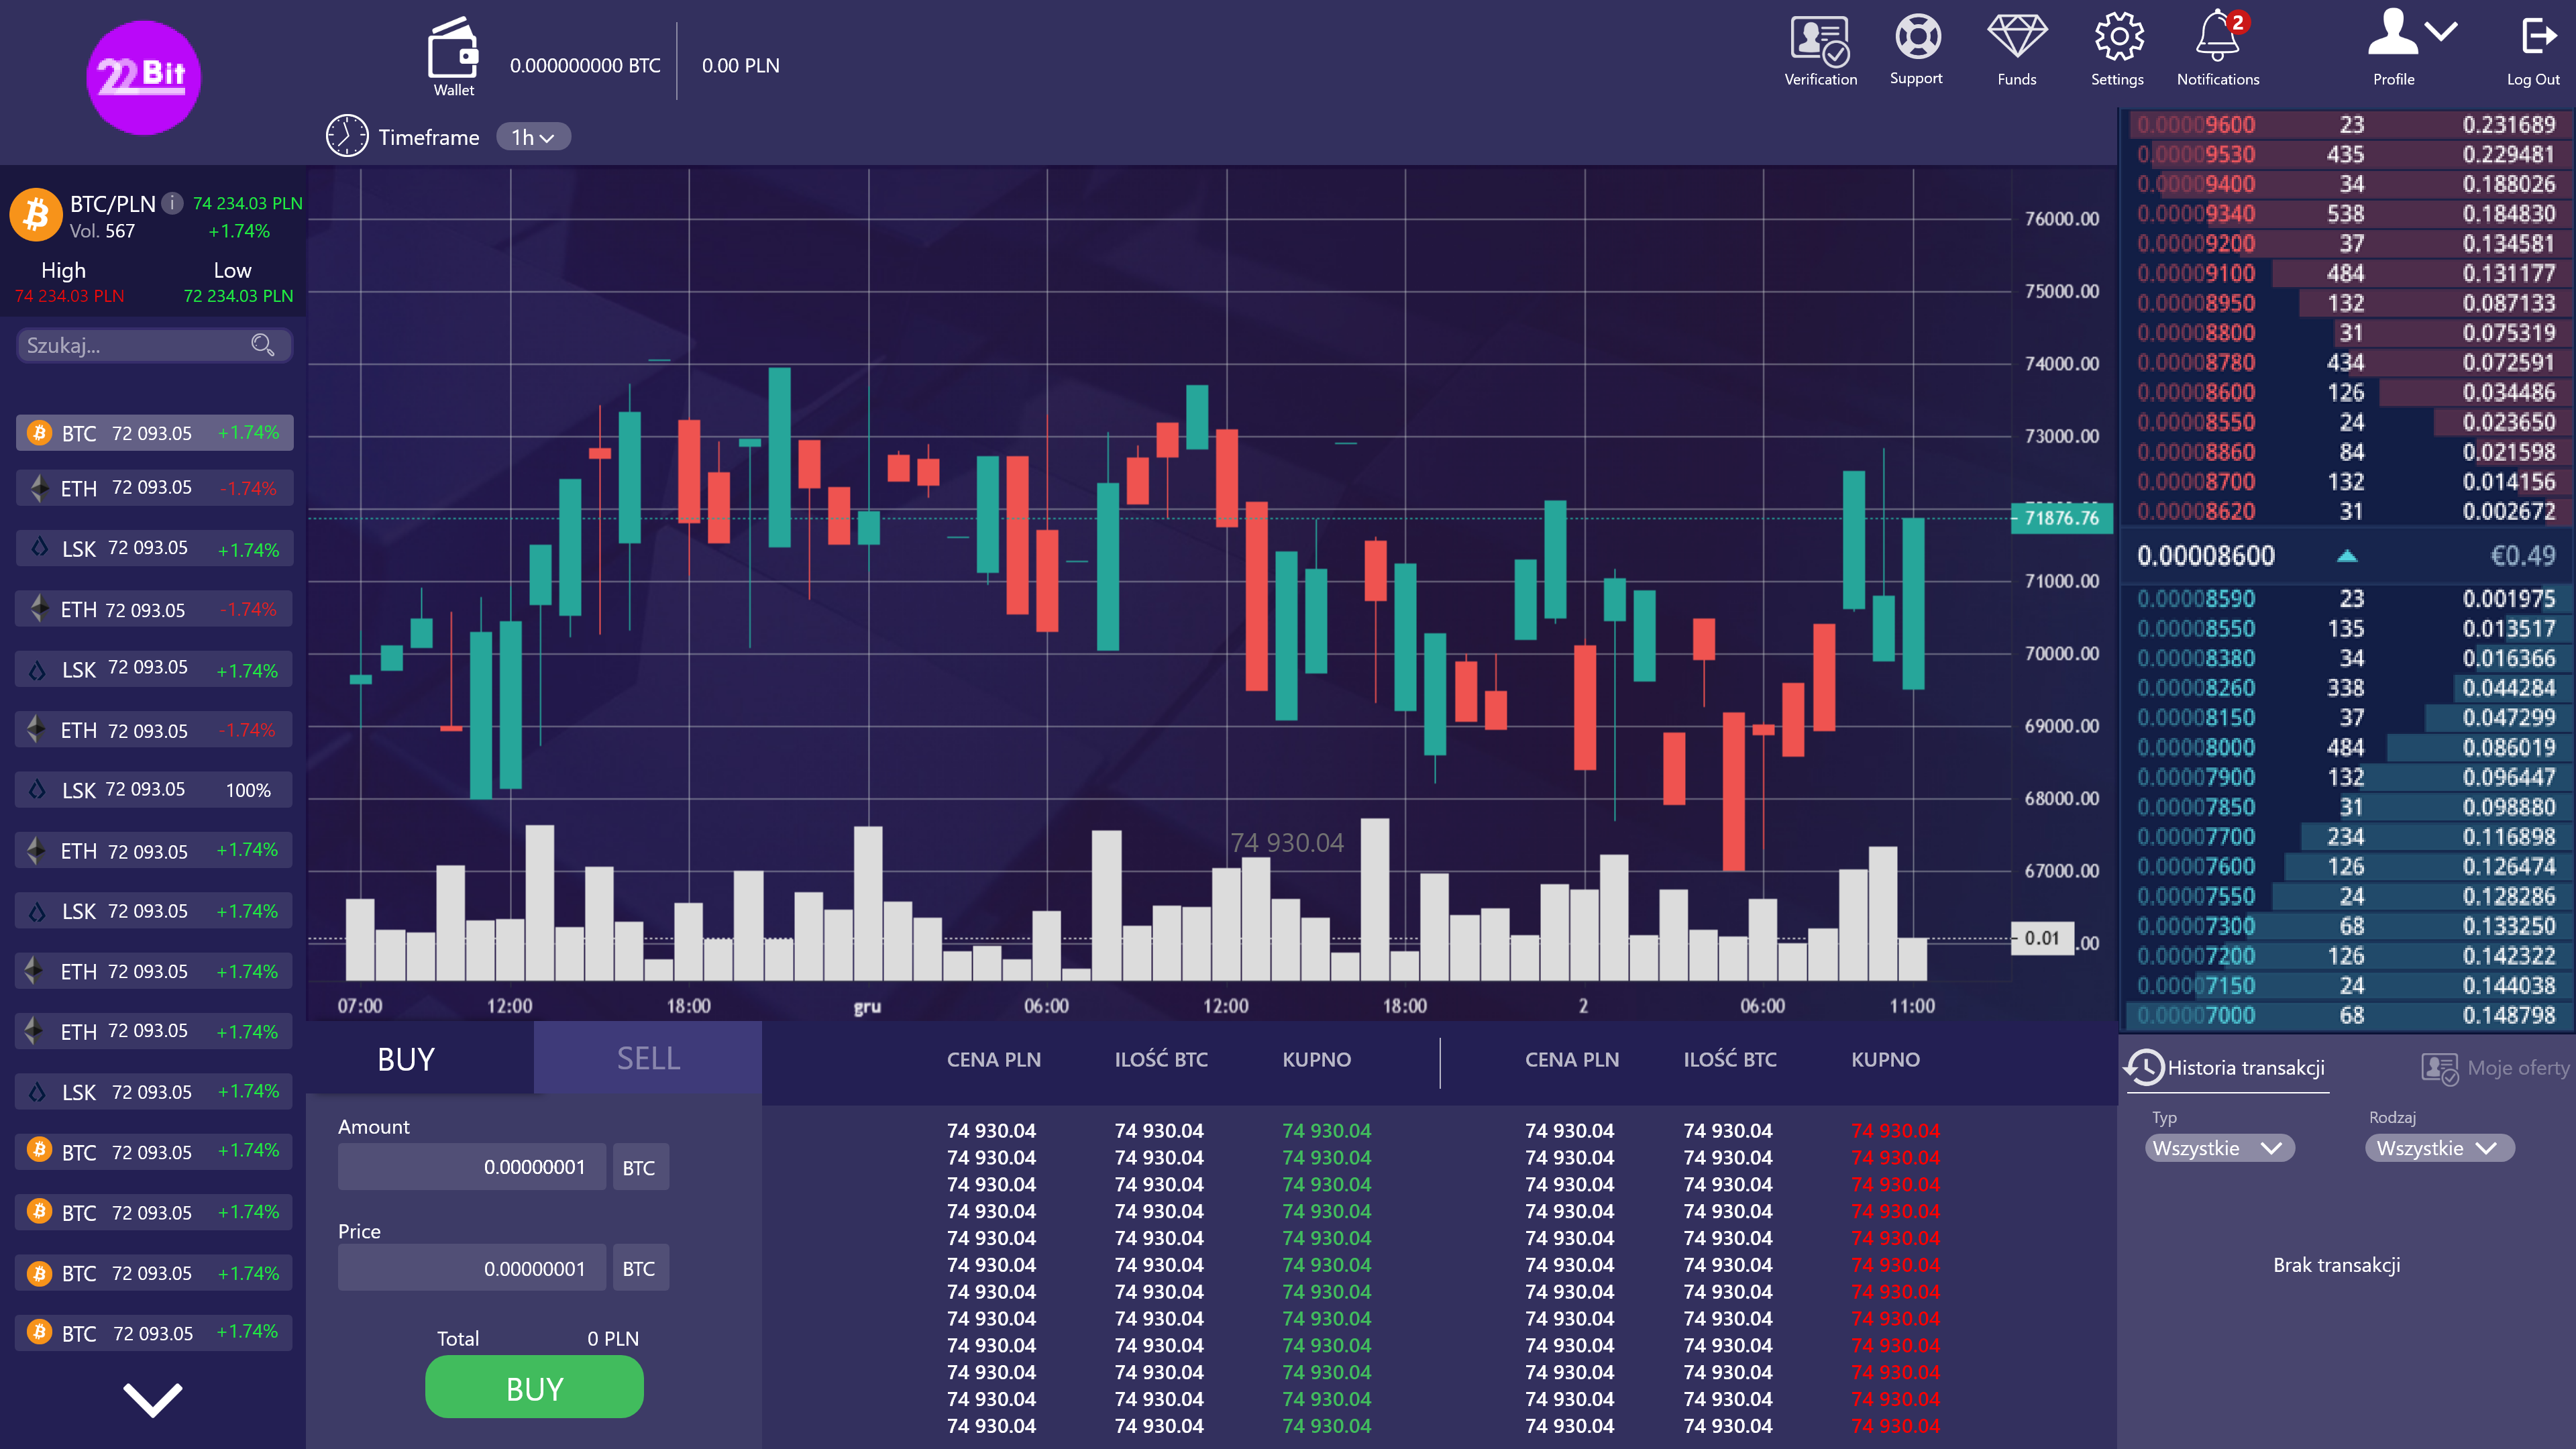 22 Bit
Wallet
0.000000000 BTC
0.00 PLN
Verification
Support
Funds
Settings
2
Notifications
Profile
Log Out
Timeframe 1h
BTC/PLN i 74 234.03 PLN
Vol. 567 +1.74%
High Low
74 234.03 PLN 72 234.03 PLN
Szukaj...
BTC 72 093.05 +1.74%
ETH 72 093.05 -1.74%
LSK 72 093.05 +1.74%
ETH 72 093.05 -1.74%
LSK 72 093.05 +1.74%
ETH 72 093.05 -1.74%
LSK 72 093.05 100%
ETH 72 093.05 +1.74%
LSK 72 093.05 +1.74%
ETH 72 093.05 +1.74%
ETH 72 093.05 +1.74%
LSK 72 093.05 +1.74%
BTC 72 093.05 +1.74%
BTC 72 093.05 +1.74%
BTC 72 093.05 +1.74%
BTC 72 093.05 +1.74%
76000.00
75000.00
74000.00
73000.00
71876.76
71000.00
70000.00
69000.00
68000.00
67000.00
0.01 .00
74 930.04
07:00 12:00 18:00 gru 06:00 12:00 18:00 2 06:00 11:00
0.00009600 23 0.231689
0.00009530 435 0.229481
0.00009400 34 0.188026
0.00009340 538 0.184830
0.00009200 37 0.134581
0.00009100 484 0.131177
0.00008950 132 0.087133
0.00008800 31 0.075319
0.00008780 434 0.072591
0.00008600 126 0.034486
0.00008550 24 0.023650
0.00008860 84 0.021598
0.00008700 132 0.014156
0.00008620 31 0.002672
0.00008600 €0.49
0.00008590 23 0.001975
0.00008550 135 0.013517
0.00008380 34 0.016366
0.00008260 338 0.044284
0.00008150 37 0.047299
0.00008000 484 0.086019
0.00007900 132 0.096447
0.00007850 31 0.098880
0.00007700 234 0.116898
0.00007600 126 0.126474
0.00007550 24 0.128286
0.00007300 68 0.133250
0.00007200 126 0.142322
0.00007150 24 0.144038
0.00007000 68 0.148798
BUY SELL
Amount
0.00000001 BTC
Price
0.00000001 BTC
Total 0 PLN
BUY
CENA PLN ILOŚĆ BTC KUPNO CENA PLN ILOŚĆ BTC KUPNO
74 930.04 74 930.04 74 930.04 74 930.04 74 930.04 74 930.04
74 930.04 74 930.04 74 930.04 74 930.04 74 930.04 74 930.04
74 930.04 74 930.04 74 930.04 74 930.04 74 930.04 74 930.04
74 930.04 74 930.04 74 930.04 74 930.04 74 930.04 74 930.04
74 930.04 74 930.04 74 930.04 74 930.04 74 930.04 74 930.04
74 930.04 74 930.04 74 930.04 74 930.04 74 930.04 74 930.04
74 930.04 74 930.04 74 930.04 74 930.04 74 930.04 74 930.04
74 930.04 74 930.04 74 930.04 74 930.04 74 930.04 74 930.04
74 930.04 74 930.04 74 930.04 74 930.04 74 930.04 74 930.04
74 930.04 74 930.04 74 930.04 74 930.04 74 930.04 74 930.04
74 930.04 74 930.04 74 930.04 74 930.04 74 930.04 74 930.04
74 930.04 74 930.04 74 930.04 74 930.04 74 930.04 74 930.04
Historia transakcji Moje oferty
Typ Rodzaj
Wszystkie Wszystkie
Brak transakcji